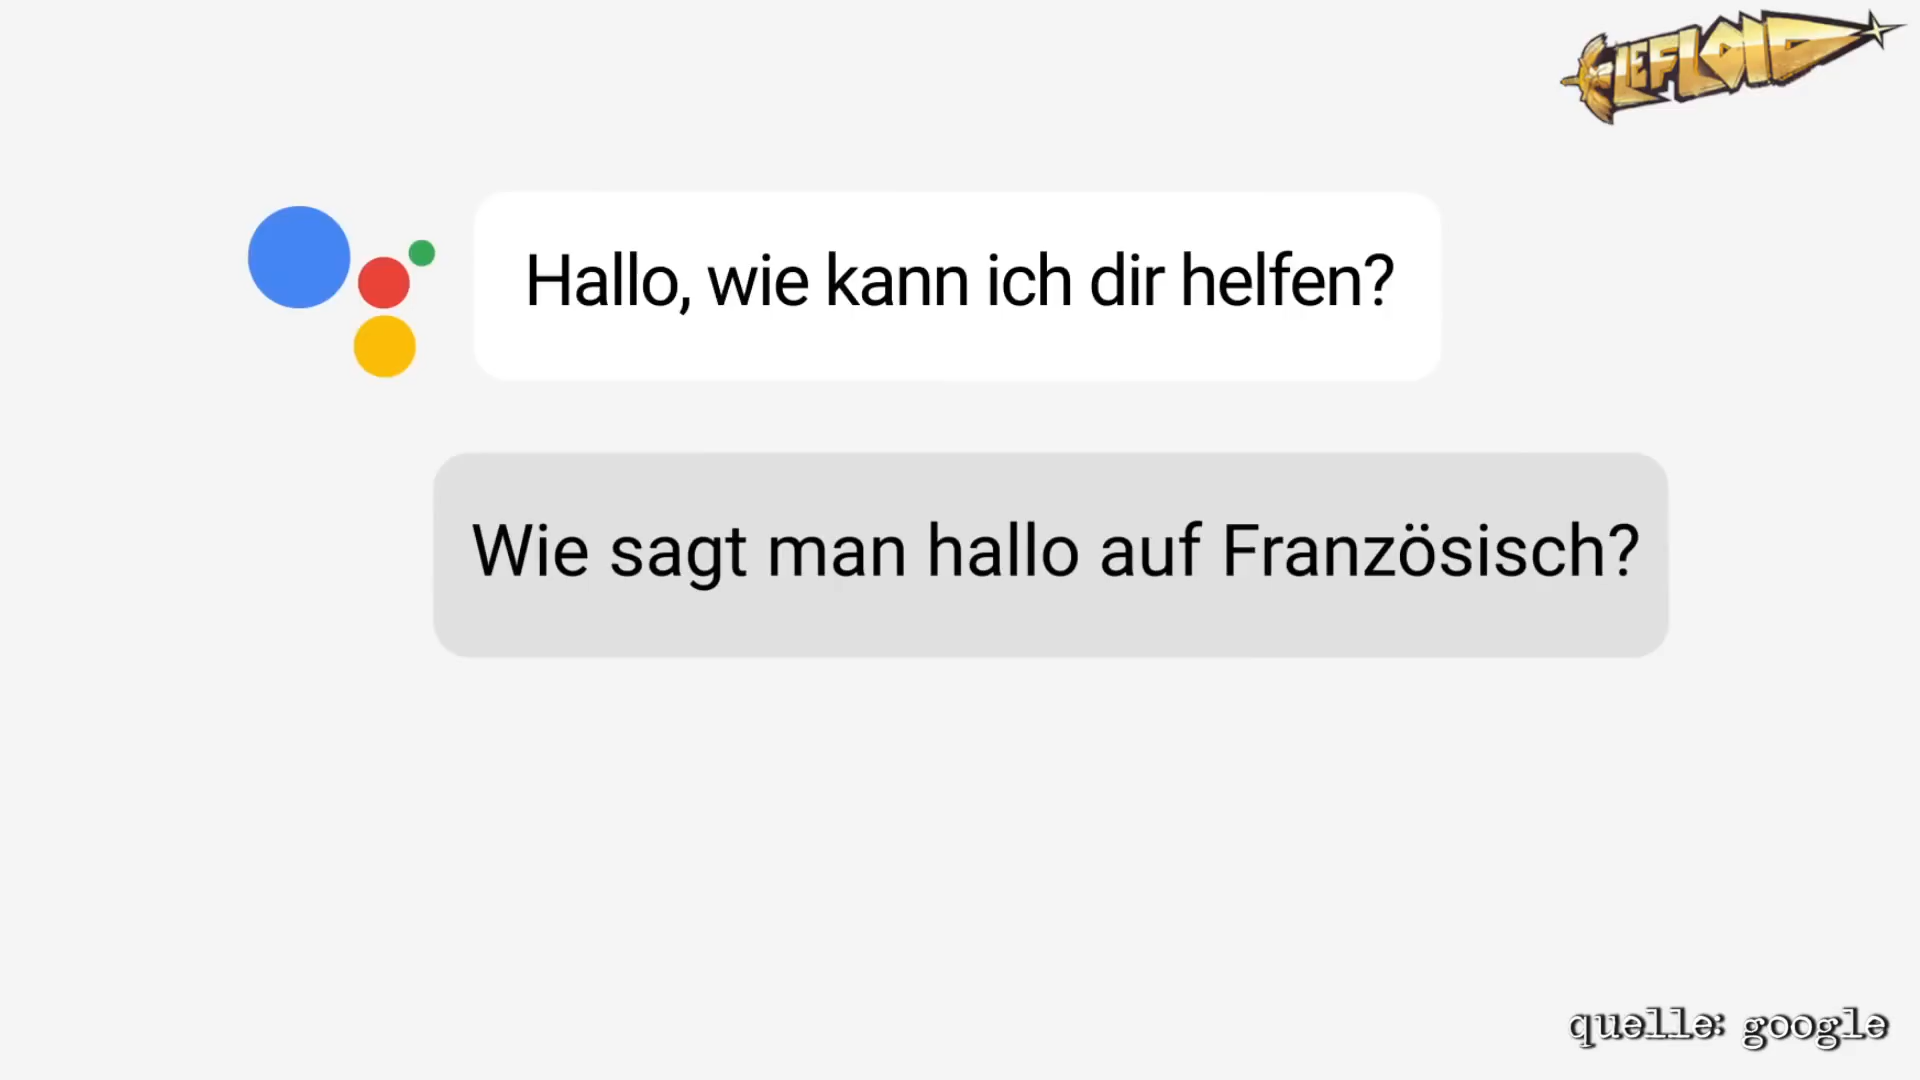 LEFLOID
Hallo, wie kann ich dir helfen?
Wie sagt man hallo auf Französisch?
quelle: google